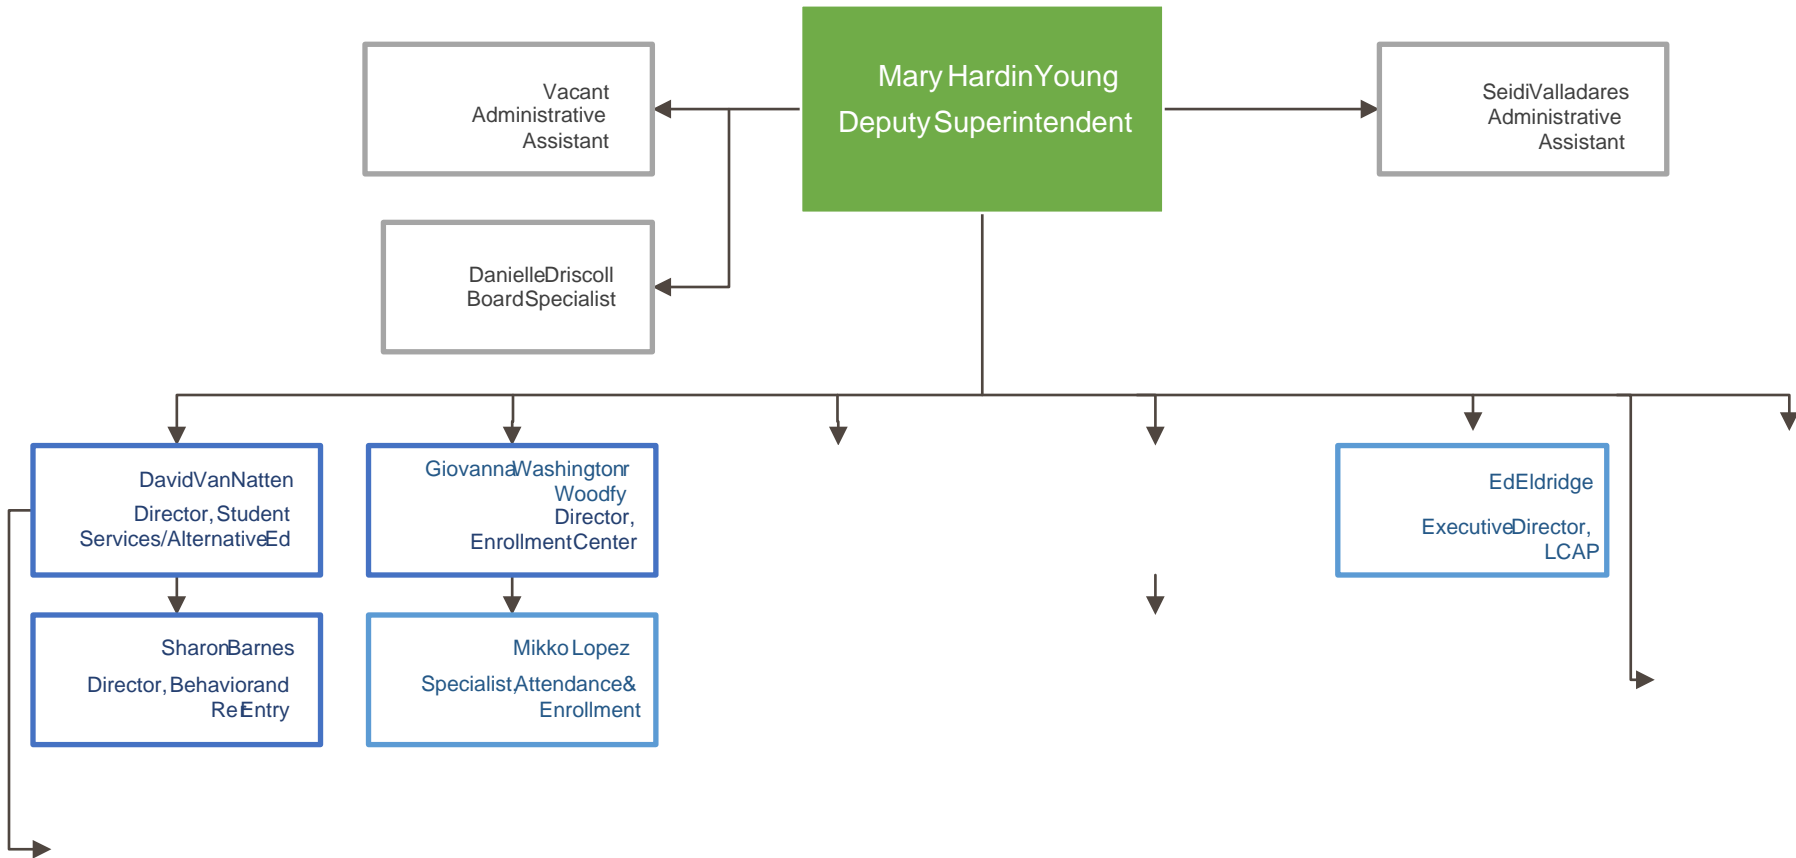 Mary Hardin Young
Deputy Superintendent
Vacant
Administrative
Assistant
Seidi Valladares
Administrative
Assistant
Danielle Driscoll
Board Specialist
David Van Natten
Director, Student
Services/Alternative Ed
Giovanna Washingtonr
Woodfy
Director,
Enrollment Center
Ed Eldridge
Executive Director,
LCAP
Sharon Barnes
Director, Behavior and
Re Entry
Mikko Lopez
Specialist, Attendance &
Enrollment